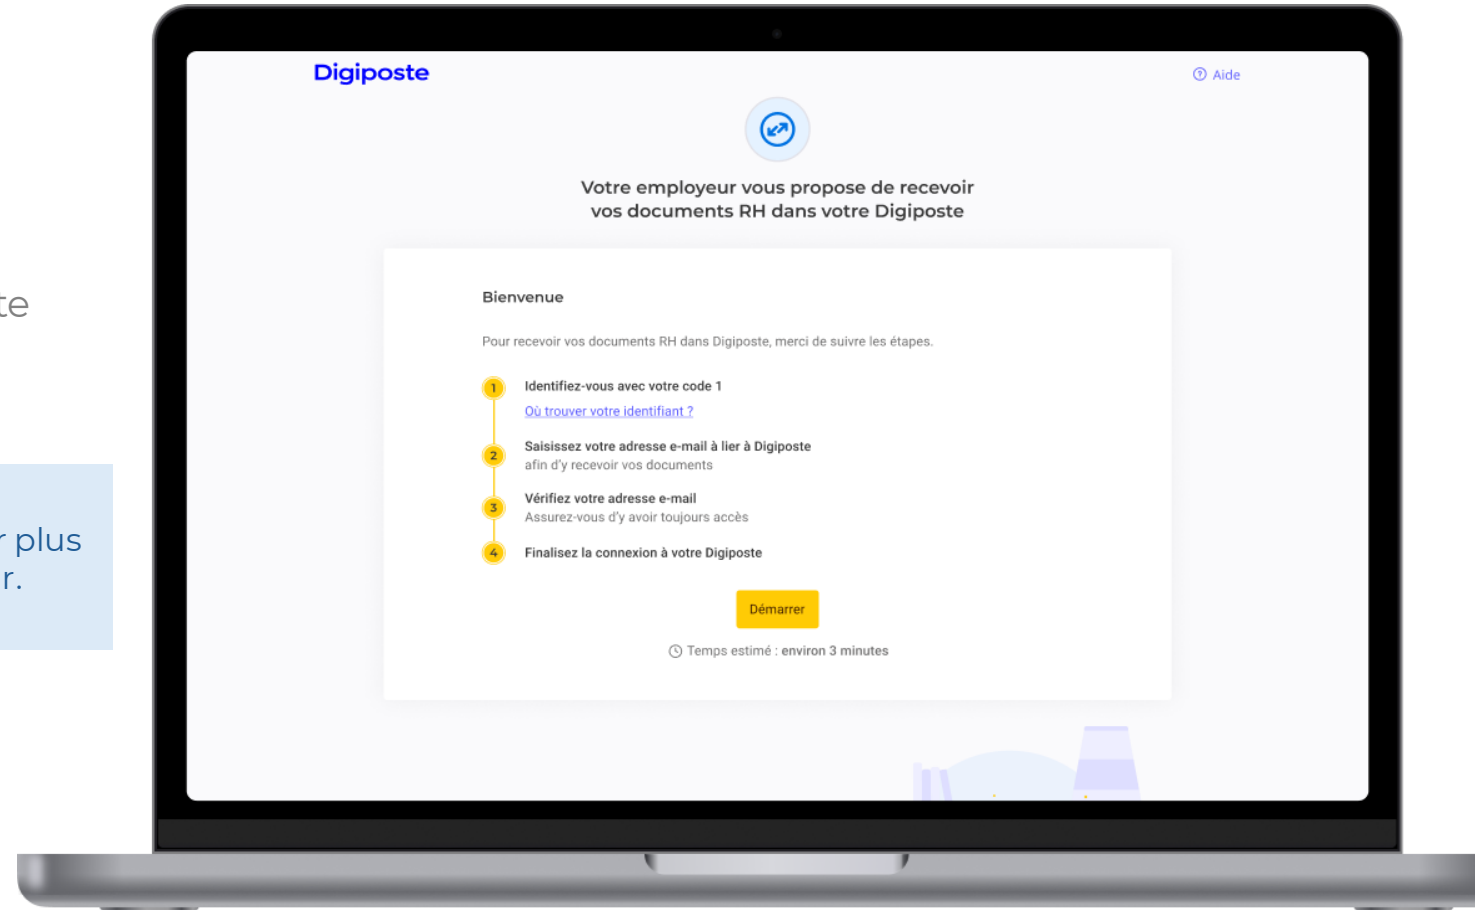 Digiposte
Aide
Votre employeur vous propose de recevoir
vos documents RH dans votre Digiposte
te
r plus
r.
Bienvenue
Pour recevoir vos documents RH dans Digiposte, merci de suivre les étapes.
1 Identifiez-vous avec votre code 1
Où trouver votre identifiant ?
2 Saisissez votre adresse e-mail à lier à Digiposte
afin d'y recevoir vos documents
3 Vérifiez votre adresse e-mail
Assurez-vous d'y avoir toujours accès
4 Finalisez la connexion à votre Digiposte
Démarrer
Temps estimé : environ 3 minutes